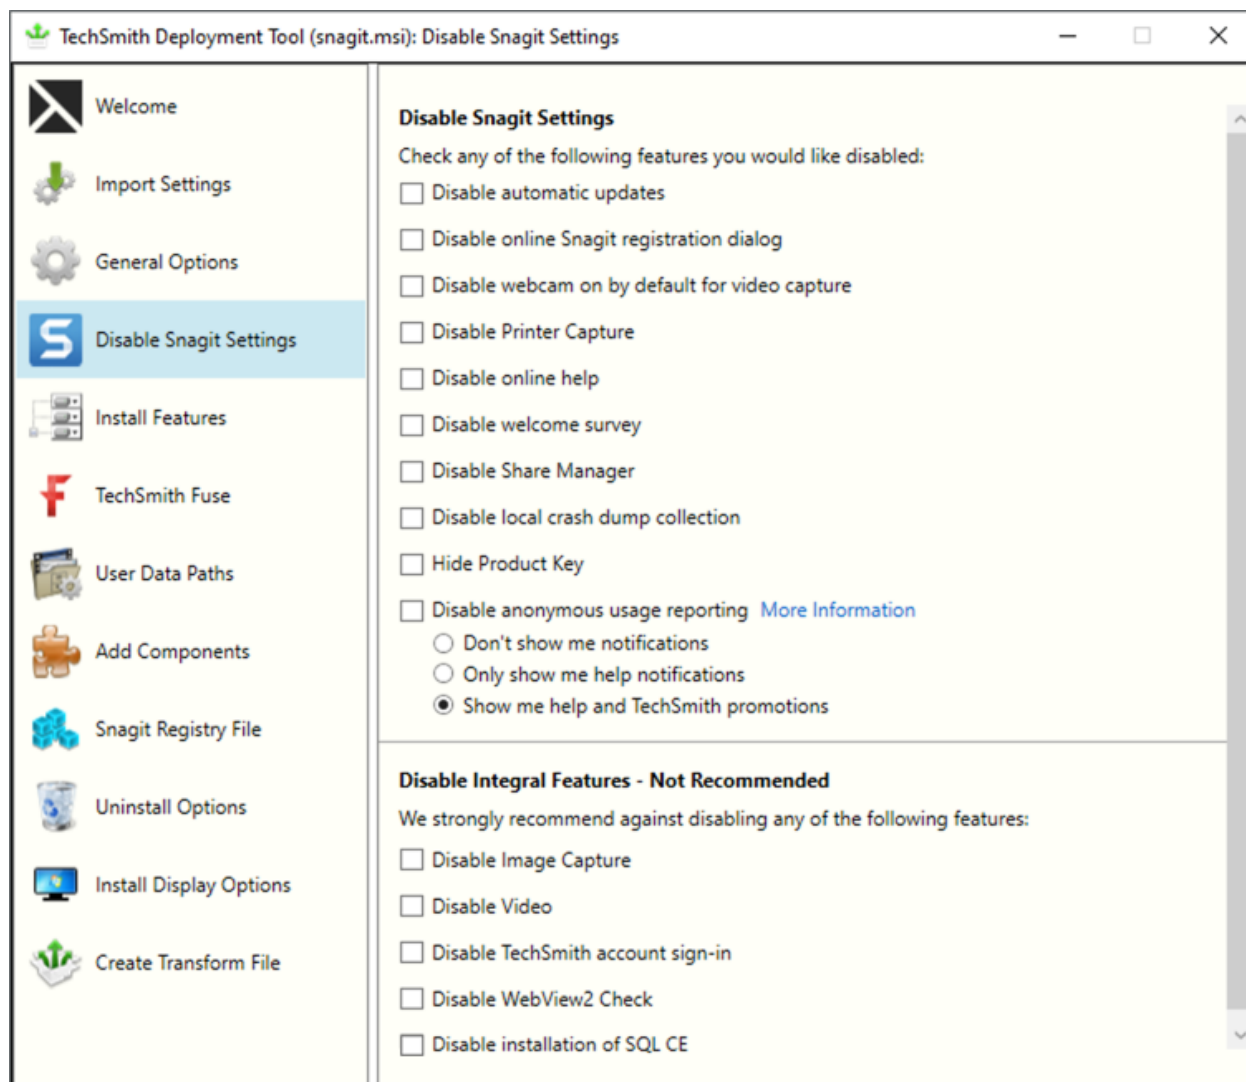 TechSmith Deployment Tool (snagit.msi): Disable Snagit Settings
Welcome
Import Settings
General Options
Disable Snagit Settings
Install Features
TechSmith Fuse
User Data Paths
Add Components
Snagit Registry File
Uninstall Options
Install Display Options
Create Transform File
Disable Snagit Settings
Check any of the following features you would like disabled:
Disable automatic updates
Disable online Snagit registration dialog
Disable webcam on by default for video capture
Disable Printer Capture
Disable online help
Disable welcome survey
Disable Share Manager
Disable local crash dump collection
Hide Product Key
Disable anonymous usage reporting More Information
Don't show me notifications
Only show me help notifications
Show me help and TechSmith promotions
Disable Integral Features - Not Recommended
We strongly recommend against disabling any of the following features:
Disable Image Capture
Disable Video
Disable TechSmith account sign-in
Disable WebView2 Check
Disable installation of SQL CE